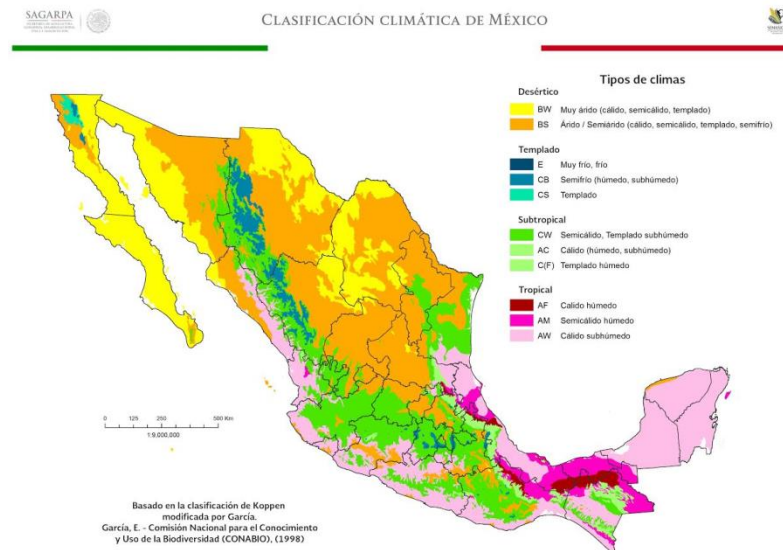 SAGARPA
CLASIFICACIÓN CLIMÁTICA DE MÉXICO
Tipos de climas
Desértico
BW Muy árido (cálido, semicálido, templado)
BS Árido / Semiárido (cálido, semicálido, templado, semifrío)
Templado
E Muy frío, frío
CB Semifrío (húmedo, subhúmedo)
CS Templado
Subtropical
CW Semicálido, Templado subhúmedo
AC Cálido (húmedo, subhúmedo)
C(F) Templado húmedo
Tropical
AF Calido húmedo
AM Semicálido húmedo
AW Cálido subhúmedo
0 125 250 500 Km
1:9,000,000
Basado en la clasificación de Koppen
modificada por García.
García, E. - Comisión Nacional para el Conocimiento
y Uso de la Biodiversidad (CONABIO), (1998)